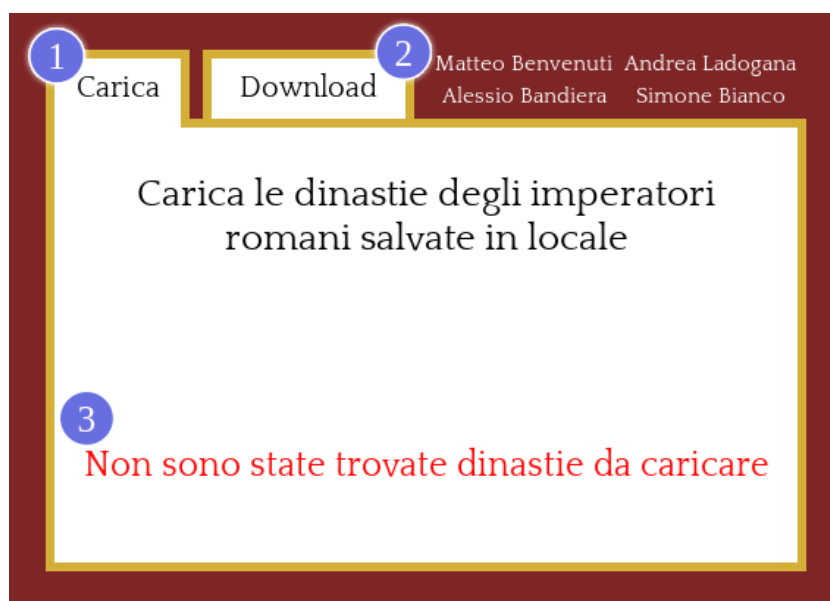 1
Carica
2
Download
Matteo Benvenuti Andrea Ladogana
Alessio Bandiera Simone Bianco
Carica le dinastie degli imperatori
romani salvate in locale
3
Non sono state trovate dinastie da caricare